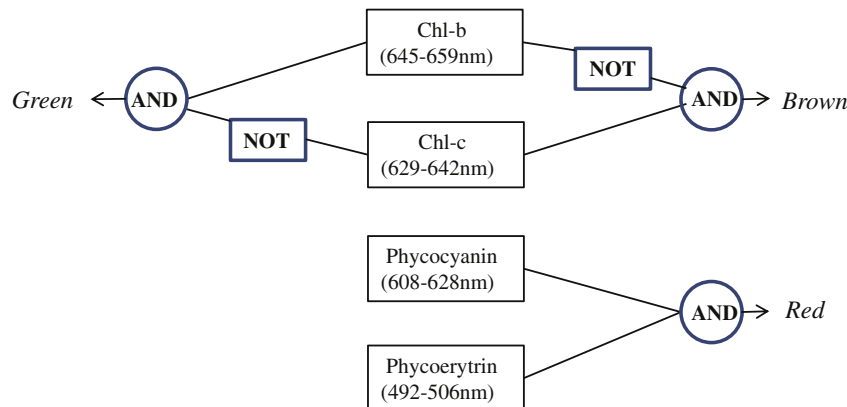 Chl-b
(645-659nm)
NOT
Green
AND
AND
Brown
NOT
Chl-c
(629-642nm)
Phycocyanin
(608-628nm)
AND
Red
Phycoerytrin
(492-506nm)